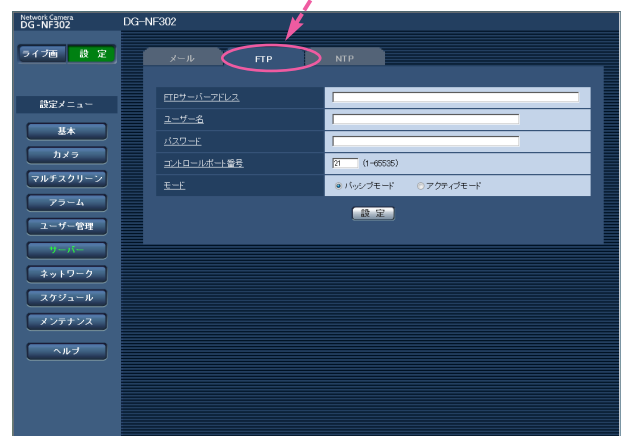 Network Camera
DG-NF302
DG-NF302
ライブ画
設 定
メール
FTP
NTP
設定メニュー
基本
カメラ
マルチスクリーン
アラーム
ユーザー管理
サーバー
ネットワーク
スケジュール
メンテナンス
ヘルプ
FTPサーバーアドレス
ユーザー名
パスワード
コントロールポート番号
21 (1-65535)
モード
パッシブモード アクティブモード
設 定